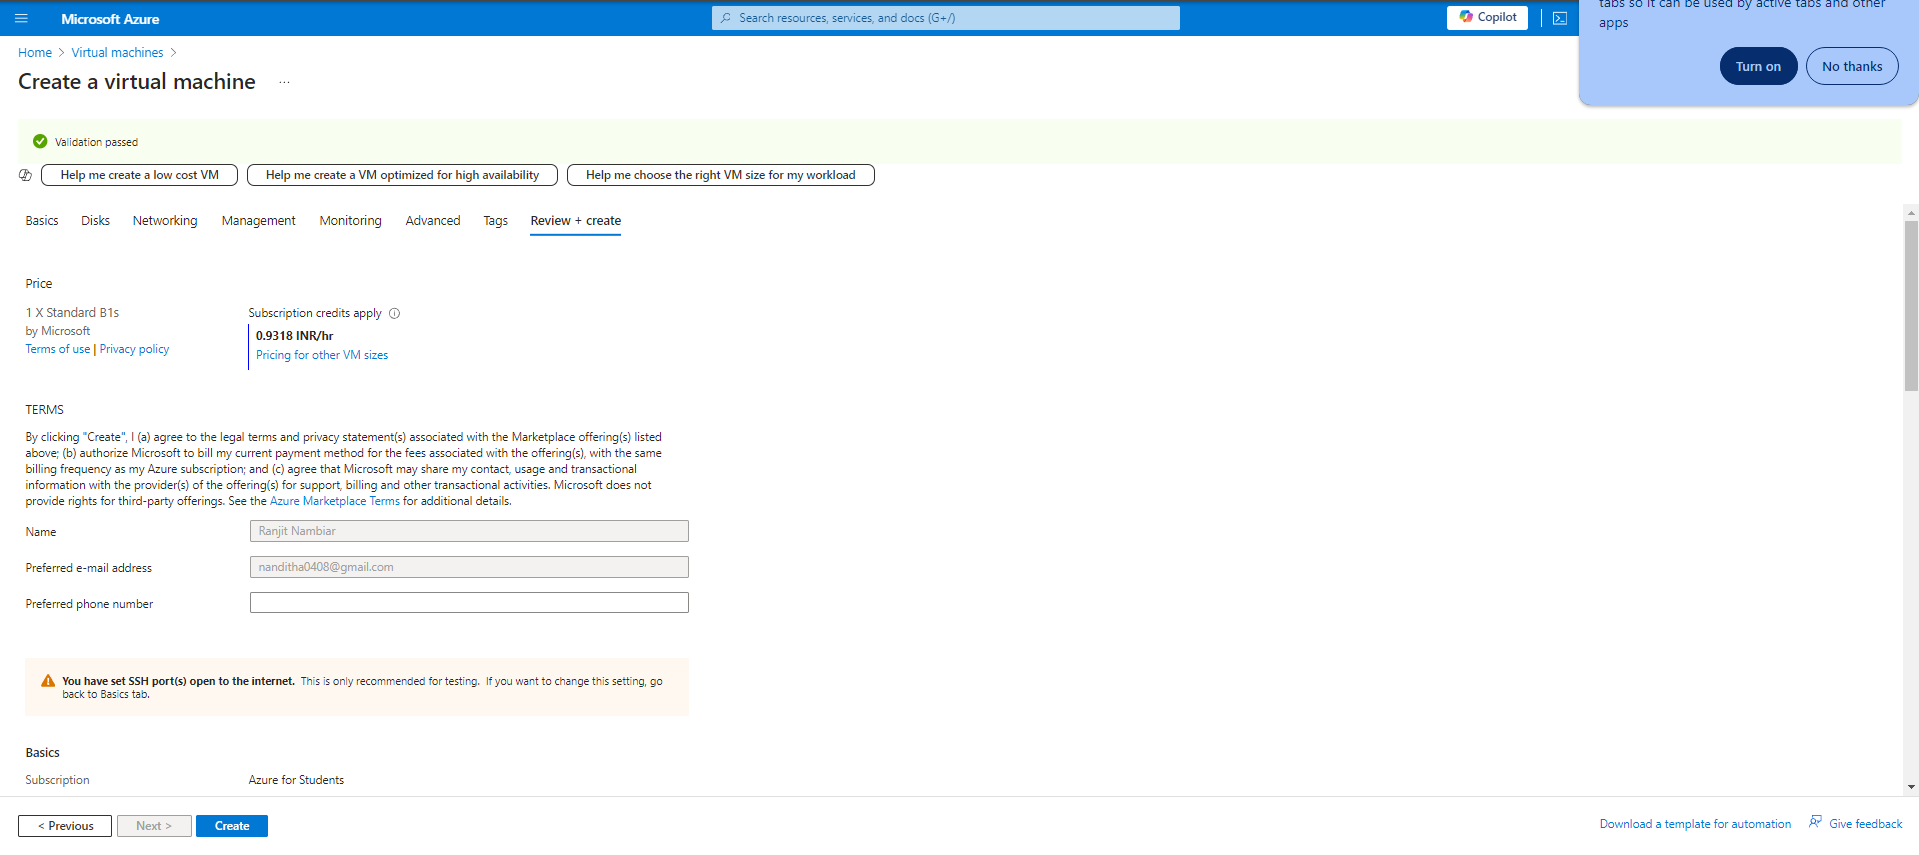 Microsoft Azure
Search resources, services, and docs (G+/)
Copilot
tabs so it can be used by active tabs and other
apps
Turn on
No thanks
Home > Virtual machines >
Create a virtual machine ...
Validation passed
Help me create a low cost VM
Help me create a VM optimized for high availability
Help me choose the right VM size for my workload
Basics Disks Networking Management Monitoring Advanced Tags Review + create
Price
1 X Standard B1s
by Microsoft
Terms of use | Privacy policy
Subscription credits apply
0.9318 INR/hr
Pricing for other VM sizes
TERMS
By clicking "Create", I (a) agree to the legal terms and privacy statement(s) associated with the Marketplace offering(s) listed
above; (b) authorize Microsoft to bill my current payment method for the fees associated with the offering(s), with the same
billing frequency as my Azure subscription; and (c) agree that Microsoft may share my contact, usage and transactional
information with the provider(s) of the offering(s) for support, billing and other transactional activities. Microsoft does not
provide rights for third-party offerings. See the Azure Marketplace Terms for additional details.
Name
Ranjit Nambiar
Preferred e-mail address
nanditha0408@gmail.com
Preferred phone number
You have set SSH port(s) open to the internet. This is only recommended for testing. If you want to change this setting, go
back to Basics tab.
Basics
Subscription
Azure for Students
< Previous
Next >
Create
Download a template for automation
Give feedback